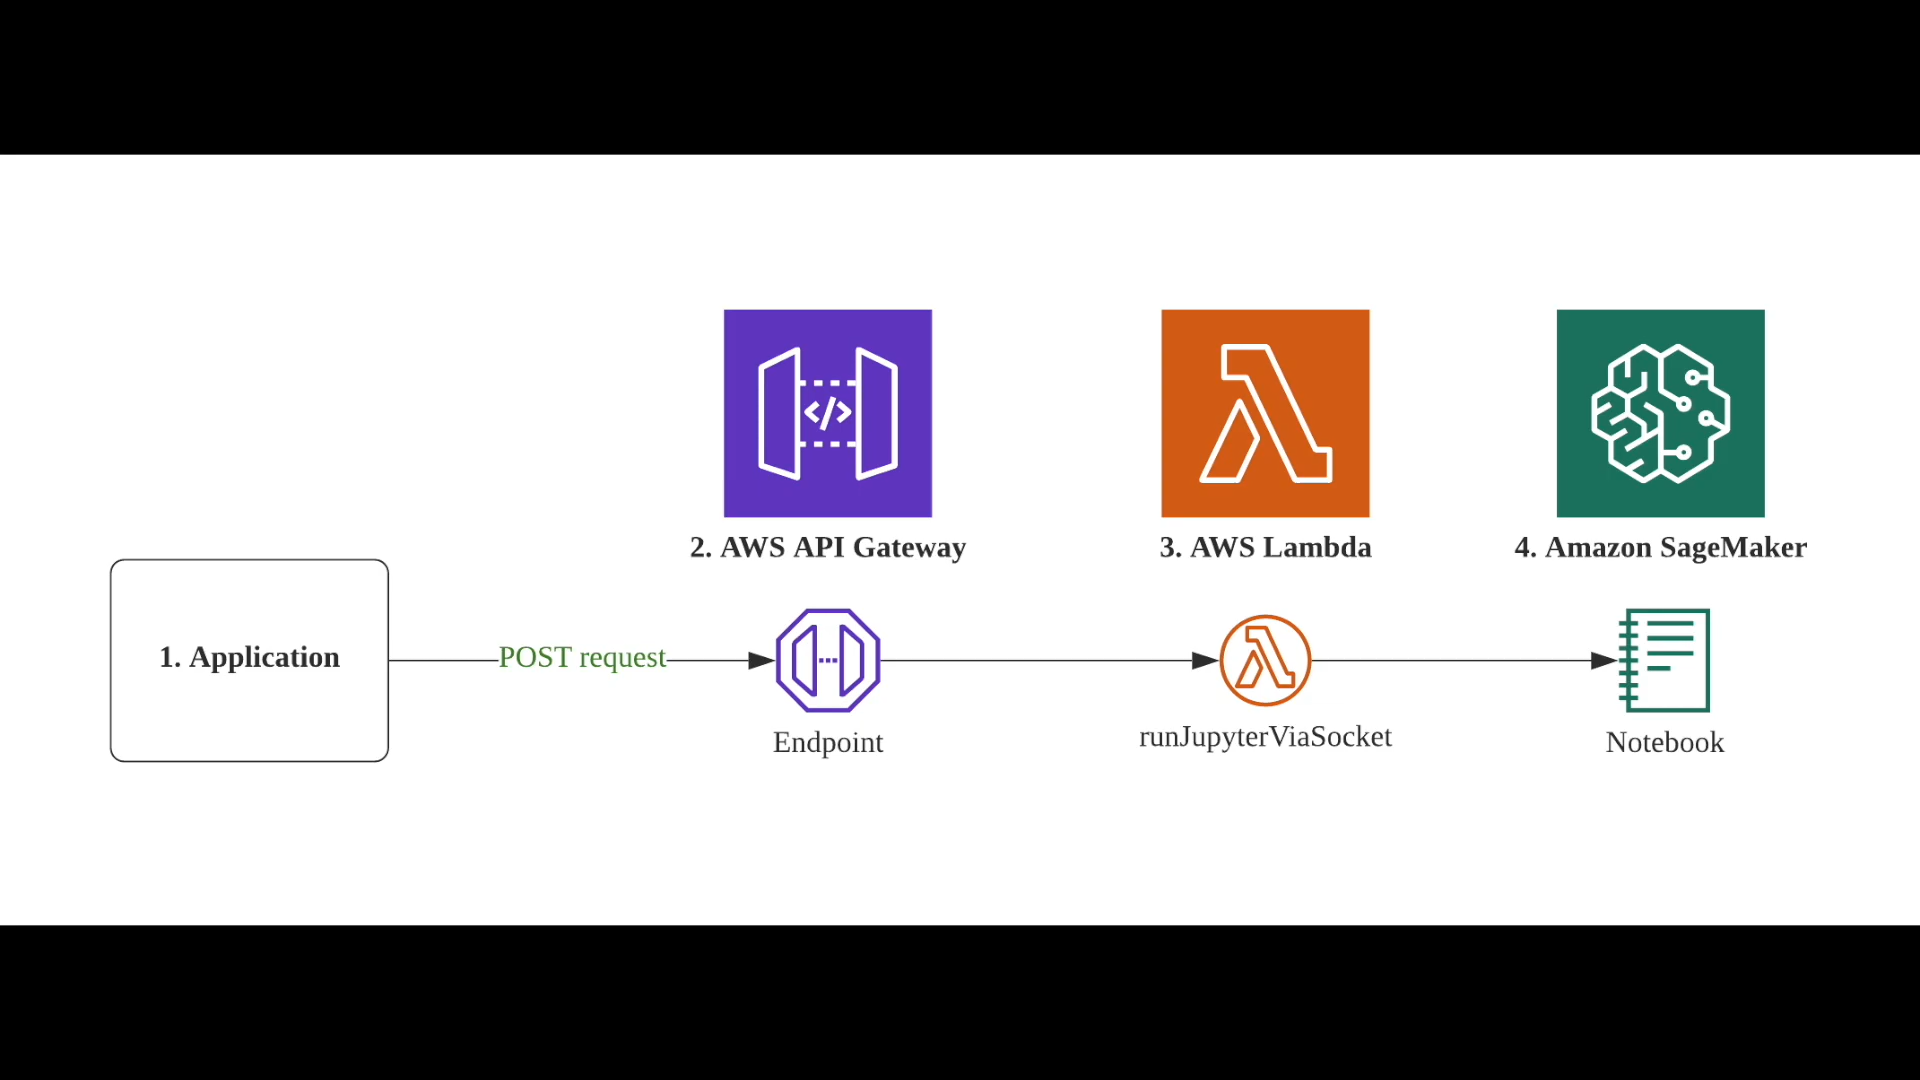 2. AWS API Gateway
3. AWS Lambda
4. Amazon SageMaker
</>
1. Application
POST request
Endpoint
runJupyterViaSocket
Notebook